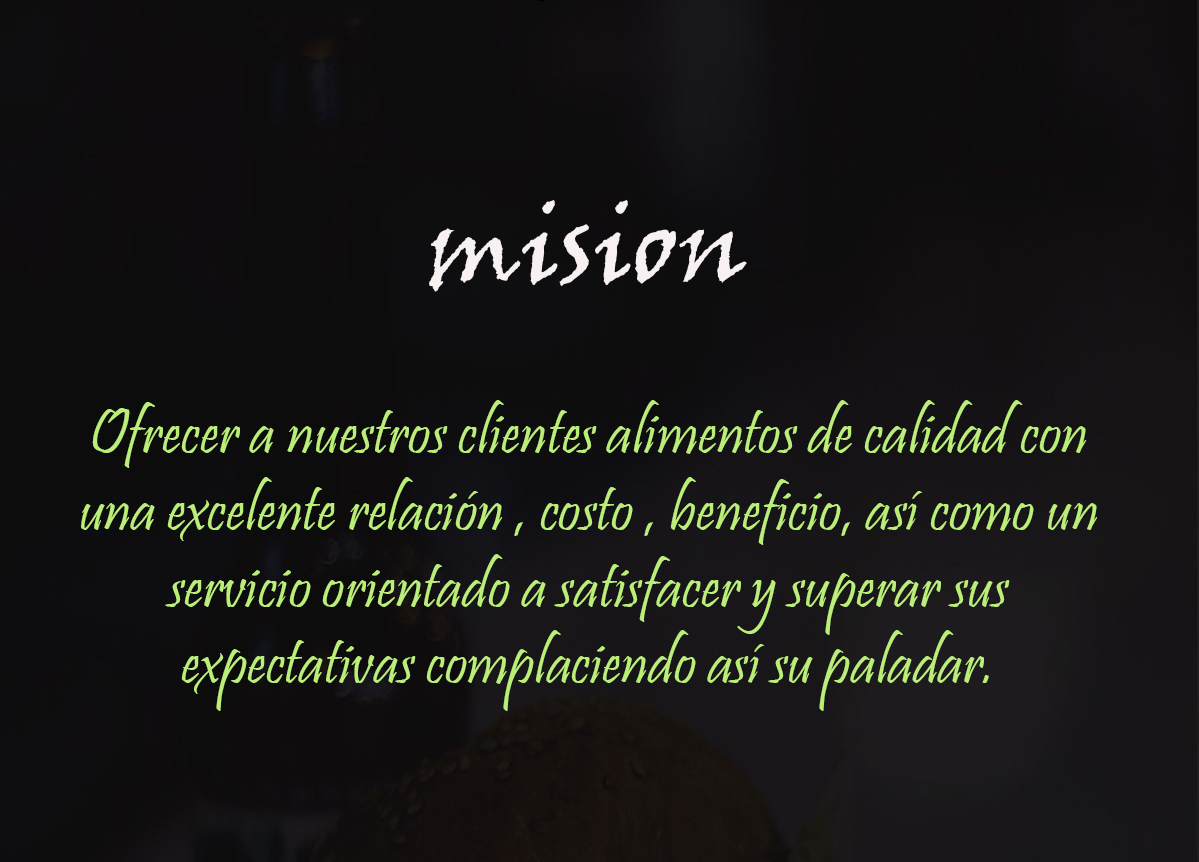 mision
Ofrecer a nuestros clientes alimentos de calidad con
una excelente relación , costo , beneficio, así como un
servicio orientado a satisfacer y superar sus
expectativas complaciendo así su paladar.